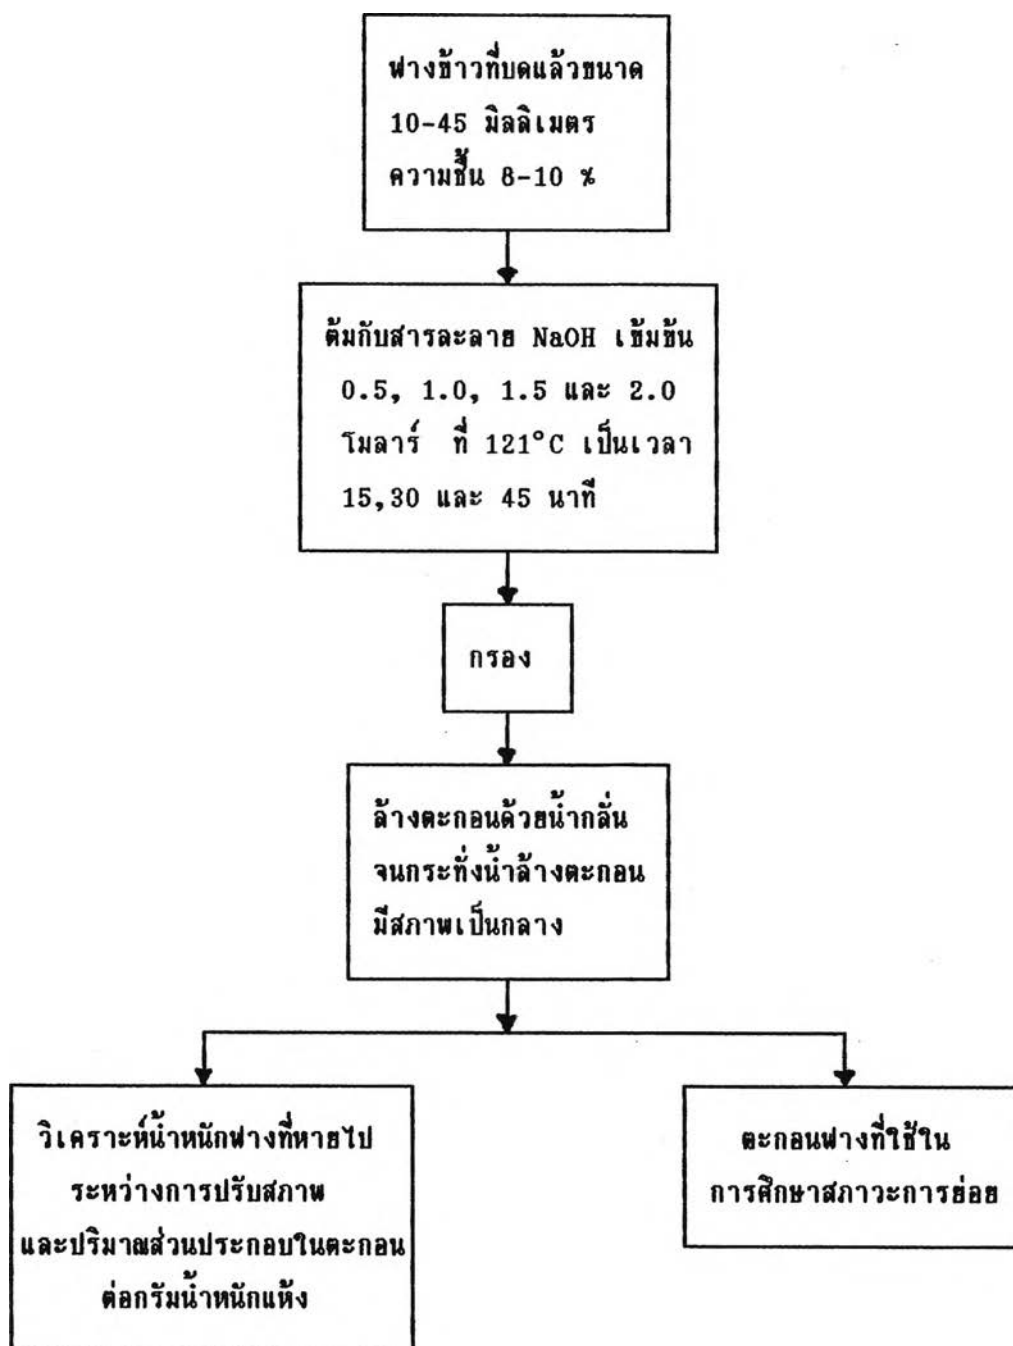 ฟางข้าวที่บดแล้วขนาด
10-45 มิลลิเมตร
ความชื้น 8-10 %
ต้มกับสารละลาย NaOH เข้มข้น
0.5, 1.0, 1.5 และ 2.0
โมลาร์ ที่ 121°C เป็นเวลา
15,30 และ 45 นาที
กรอง
ล้างตะกอนด้วยน้ำกลั่น
จนกระทั่งน้ำล้างตะกอน
มีสภาพเป็นกลาง
วิเคราะห์น้ำหนักฟางที่หายไป
ระหว่างการปรับสภาพ
และปริมาณส่วนประกอบในตะกอน
ต่อกรัมน้ำหนักแห้ง
ตะกอนฟางที่ใช้ใน
การศึกษาสภาวะการย่อย